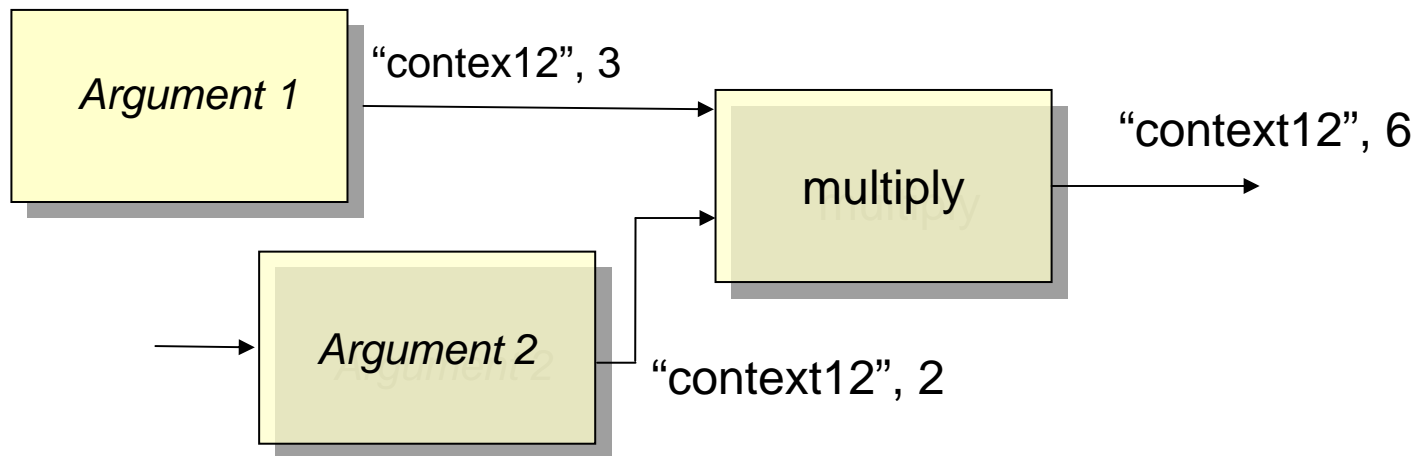 “contex12”, 3
Argument 1
“context12”, 6
multiply
Argument 2
“context12”, 2